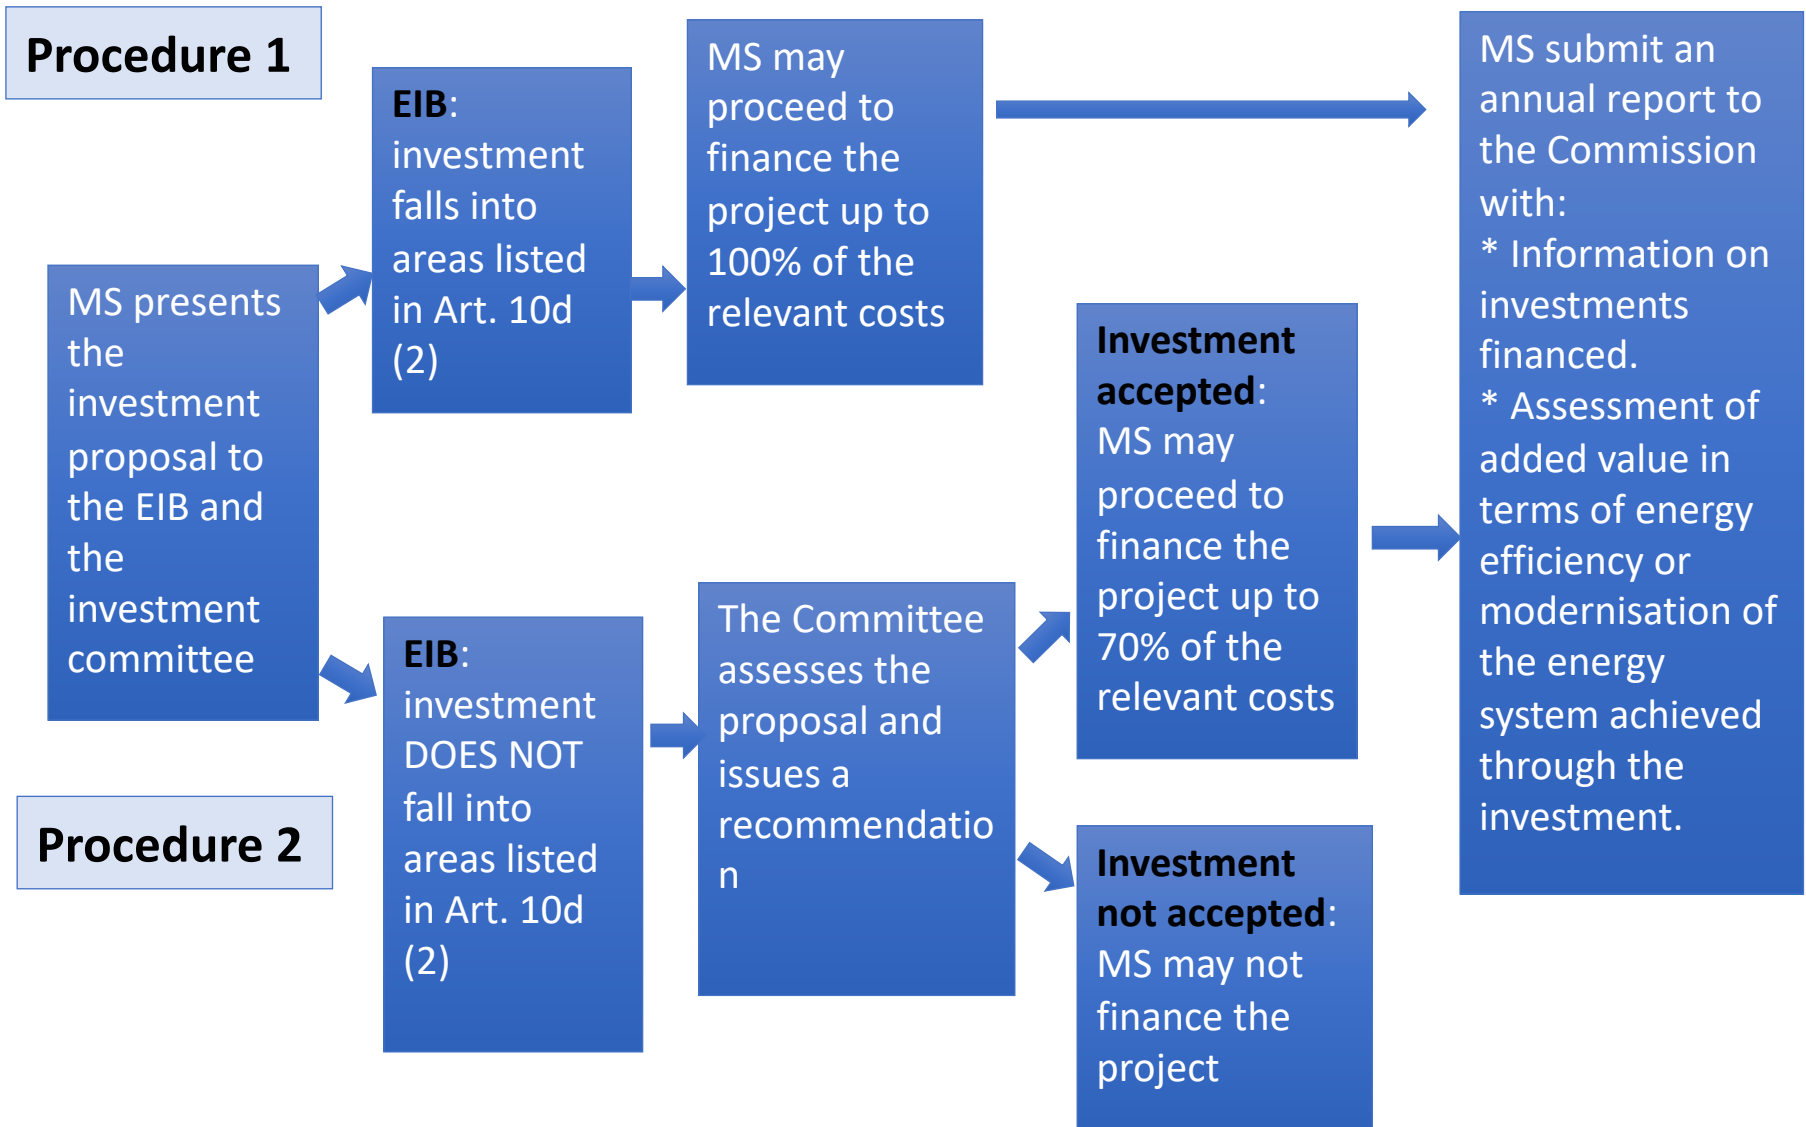 Procedure 1
MS presents
the
investment
proposal to
the EIB and
the
investment
committee
EIB:
investment
falls into
areas listed
in Art. 10d
(2)
MS may
proceed to
finance the
project up to
100% of the
relevant costs
Procedure 2
EIB:
investment
DOES NOT
fall into
areas listed
in Art. 10d
(2)
The Committee
assesses the
proposal and
issues a
recommendatio
n
Investment
accepted:
MS may
proceed to
finance the
project up to
70% of the
relevant costs
Investment
not accepted:
MS may not
finance the
project
MS submit an
annual report to
the Commission
with:
* Information on
investments
financed.
* Assessment of
added value in
terms of energy
efficiency or
modernisation of
the energy
system achieved
through the
investment.